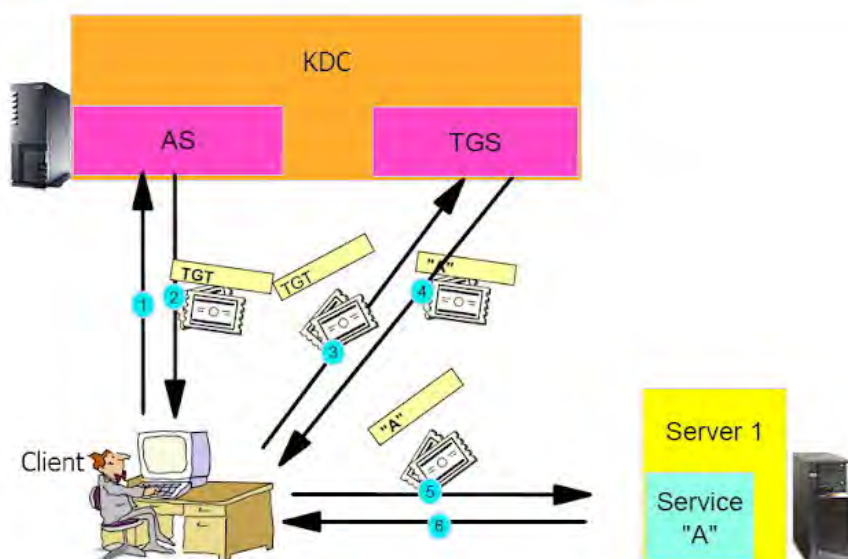 KDC
AS
TGS
TGT
TGT
"A"
1
2
4
3
"A"
Client
5
6
Server 1
Service
"A"